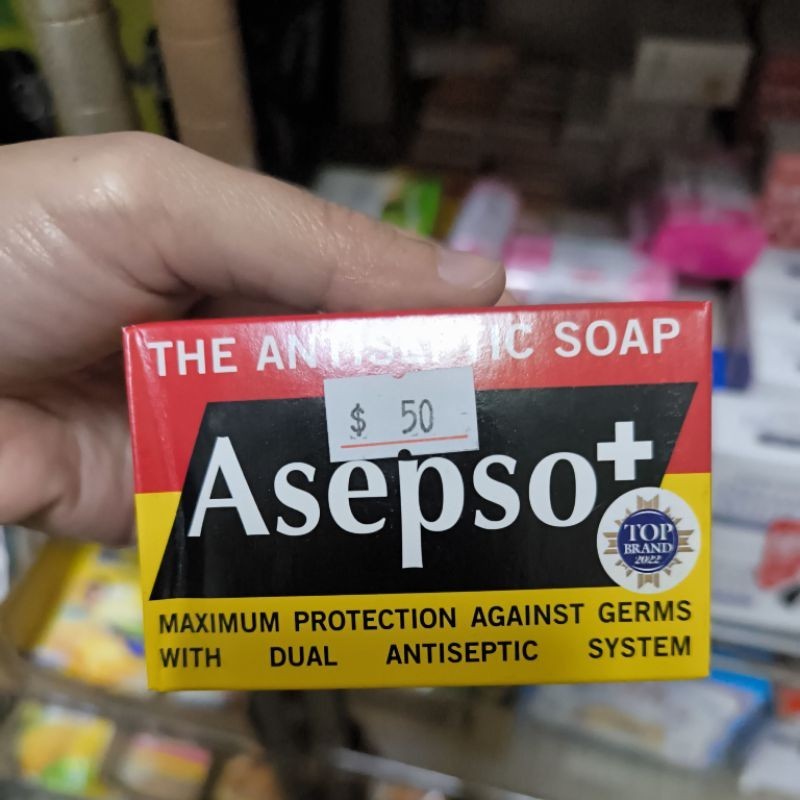 THE ANTISEPTIC SOAP
$ 50
Asepso+
TOP
BRAND
2022
MAXIMUM PROTECTION AGAINST GERMS
WITH DUAL ANTISEPTIC SYSTEM